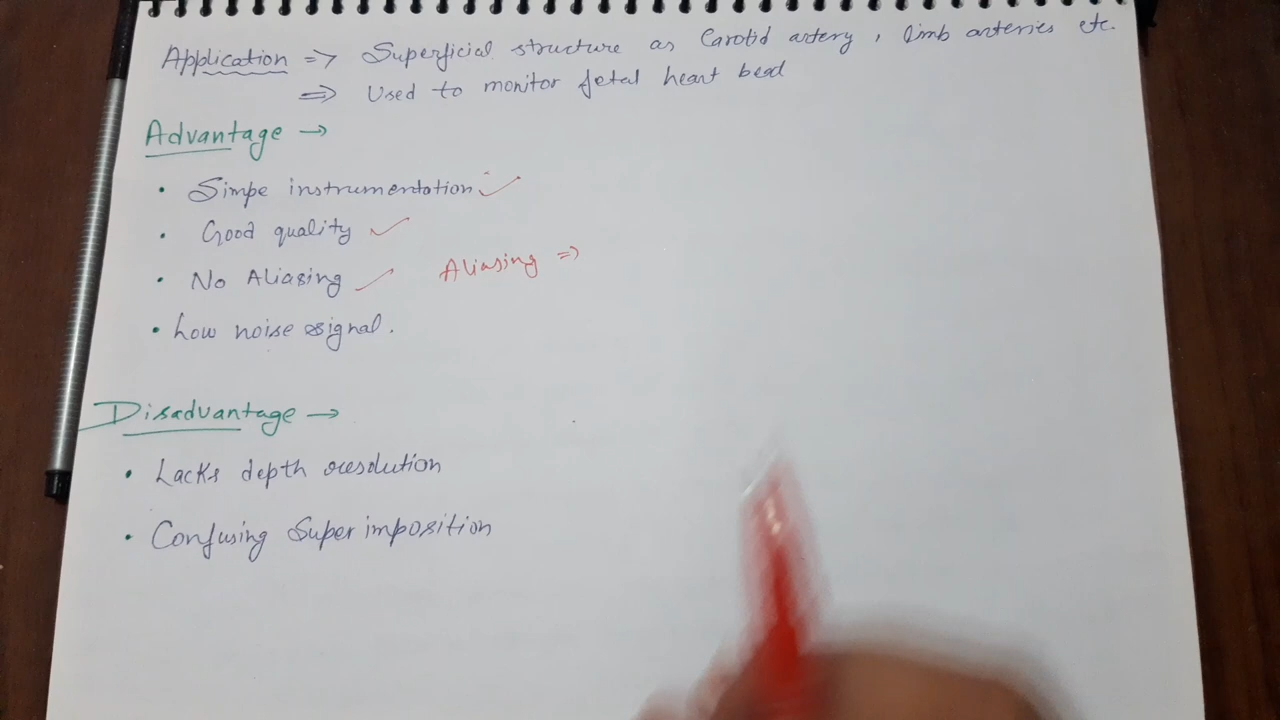 Application => Superficial structure as Carotid artery, limb arteries etc.
=> Used to monitor fetal heart bead
Advantage →
• Simpe instrumentation ✓
• Good quality ✓
• No Aliasing ✓ Aliasing =>
• Low noise signal.
Disadvantage →
• Lacks depth resolution
• Confusing Super imposition